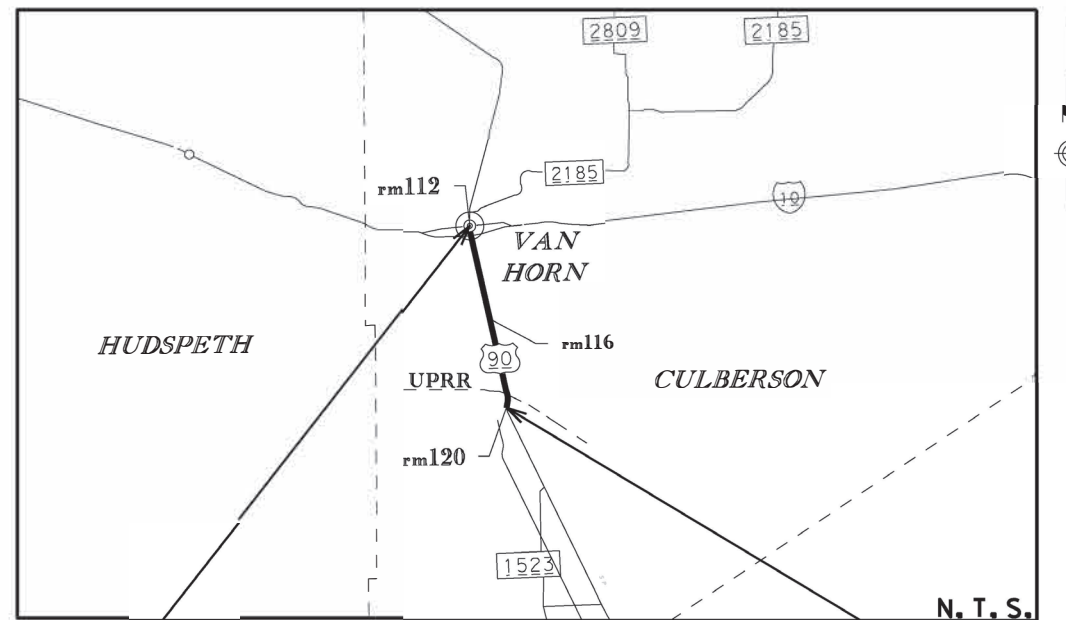 2809
2185
2185
rm112
10
VAN
HORN
HUDSPETH
rm116
90
UPRR
CULBERSON
rm120
1523
N. T. S.